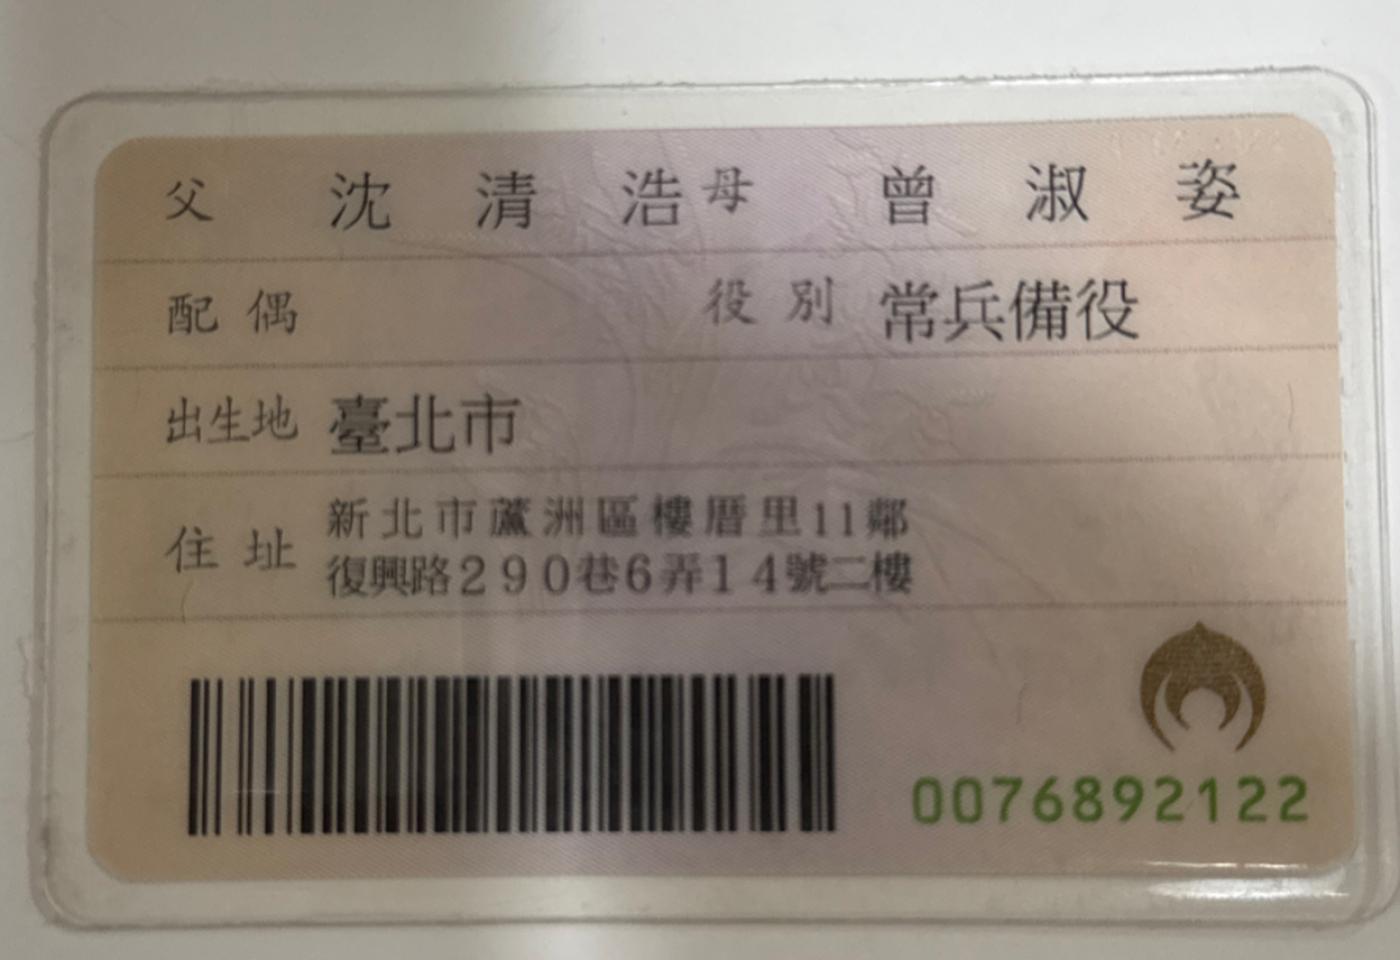 父 沈清浩 母 曾淑姿
配偶 役別 常兵備役
出生地 臺北市
住址 新北市蘆洲區樓厝里11鄰
復興路290巷6弄14號二樓
0076892122